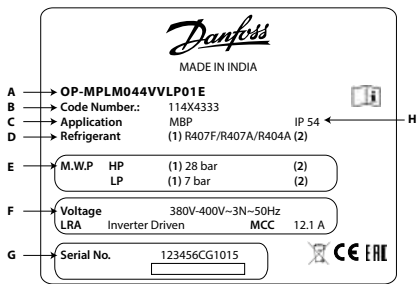 Danfoss
MADE IN INDIA
A OP-MPLM044VVLP01E
B Code Number.: 114X4333
C Application MBP IP 54 H
D Refrigerant (1) R407F/R407A/R404A (2)
E M.W.P HP (1) 28 bar (2)
LP (1) 7 bar (2)
F Voltage 380V-400V~3N~50Hz
LRA Inverter Driven MCC 12.1 A
G Serial No. 123456CG1015
CE EAC